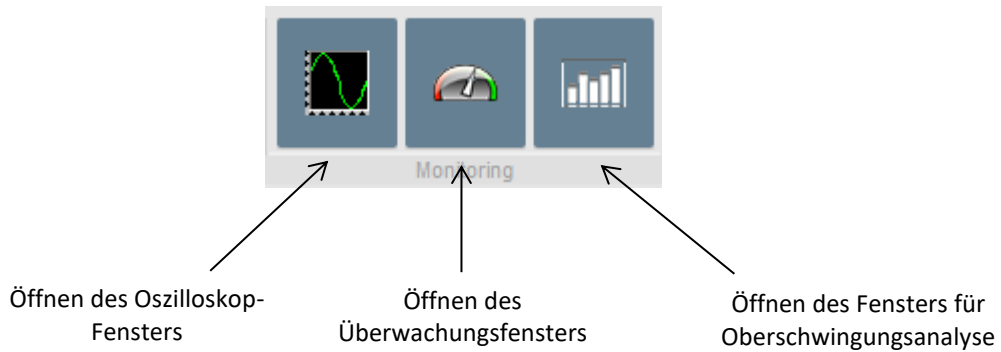 Monitoring
Öffnen des Oszilloskop-
Fensters
Öffnen des
Überwachungsfensters
Öffnen des Fensters für
Oberschwingungsanalyse